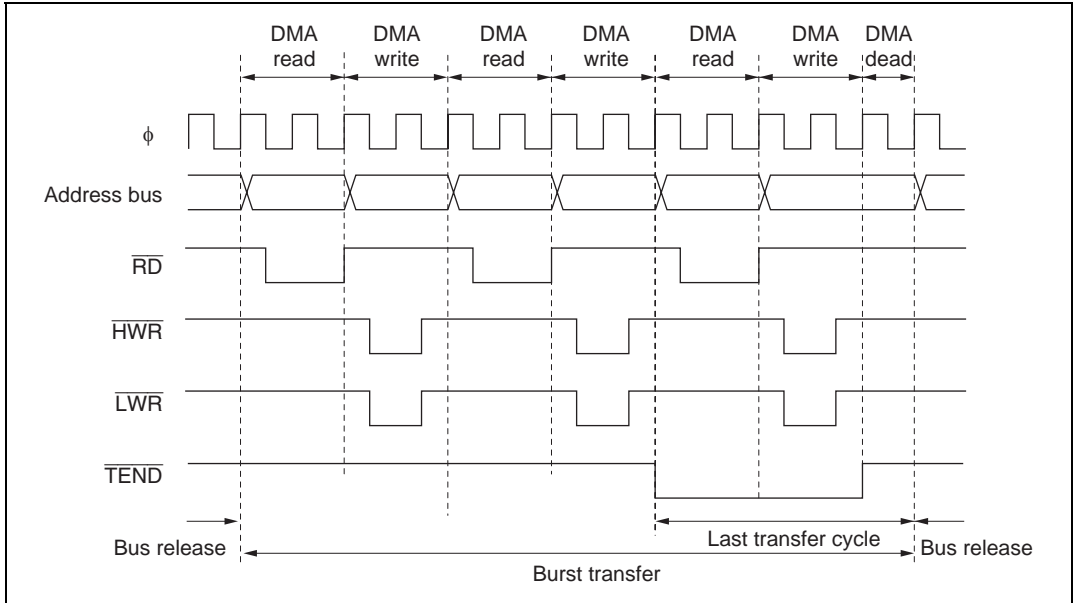 DMA read
DMA write
DMA read
DMA write
DMA read
DMA write
DMA dead
φ
Address bus
RD
HWR
LWR
TEND
Bus release
Last transfer cycle
Bus release
Burst transfer